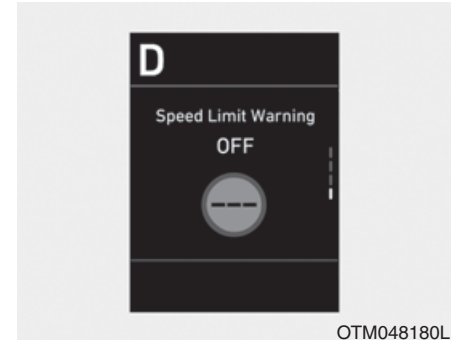 D
Speed Limit Warning
OFF
---
OTM048180L